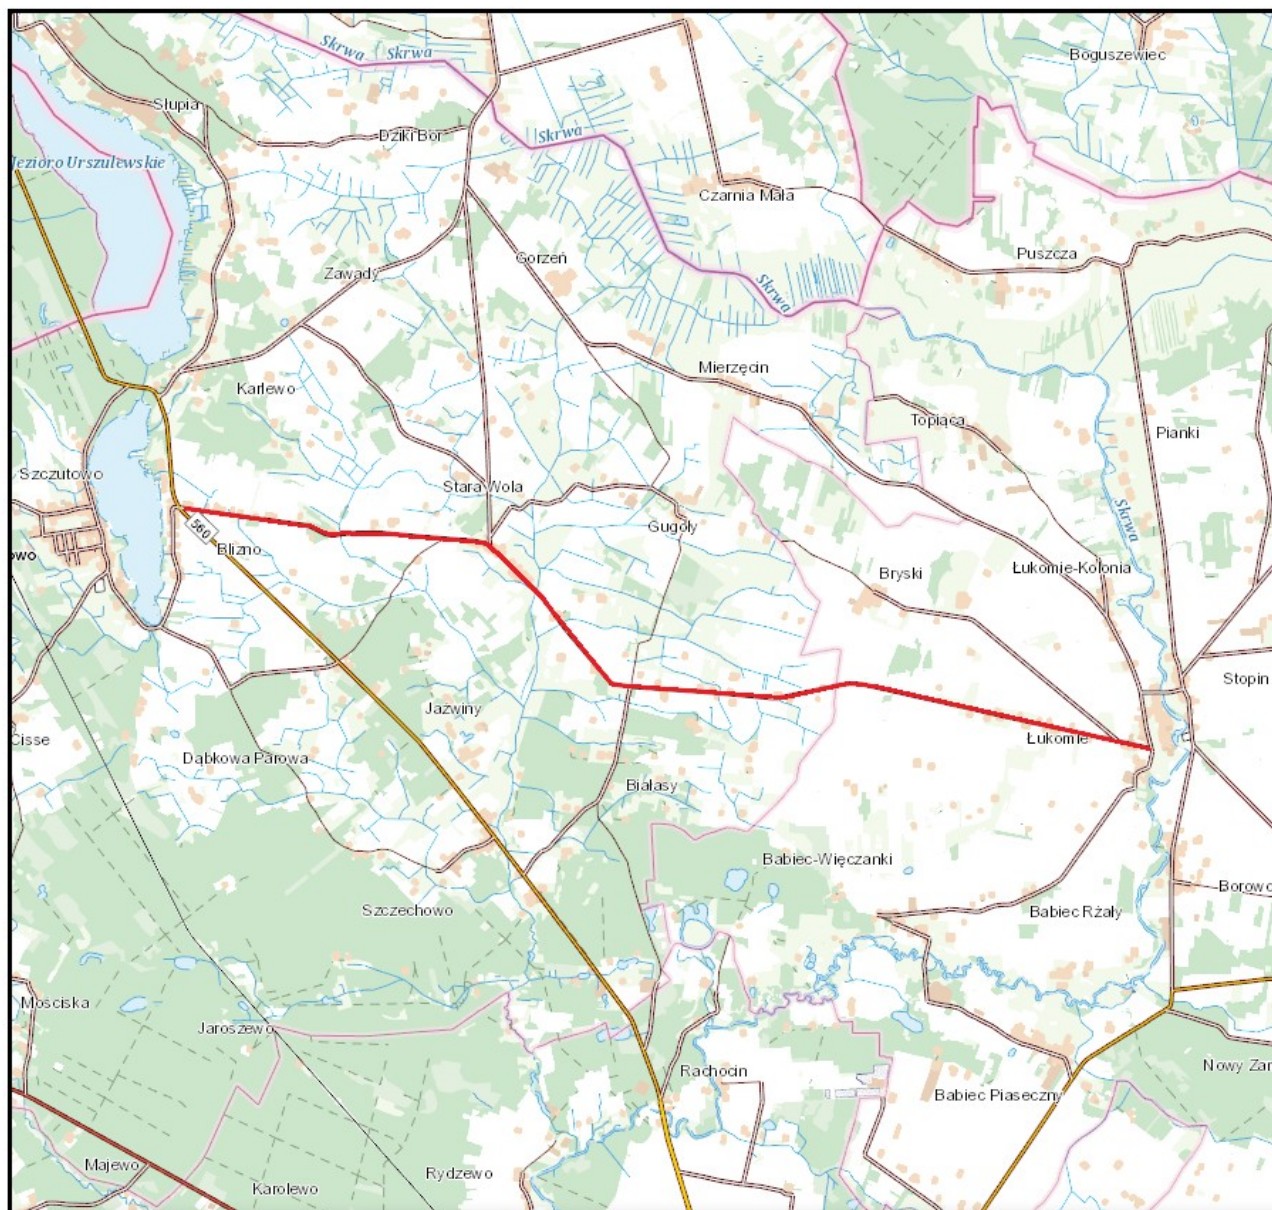 Skrwa
Skrwa
Boguszewiec
Słupia
Dziki Bór
Skrwa
Jezioro Urszulewskie
Czarnia Mała
Puszcza
Gorzeń
Zawady
Skrwa
Mierzęcin
Karlewo
Topiąca
Pianki
Szczutowo
Stara Wola
Skrwa
Gugoły
560
Blizno
owo
Bryski
Łukomie-Kolonia
Stopin
Jaźwiny
Cisse
Łukomie
Dąbkowa Parowa
Białasy
Babiec-Więczanki
Borowo
Szczechowo
Babiec Rżały
Mościska
Jaroszewo
Rachocin
Nowy Zar
Babiec Piaseczny
Majewo
Rydzewo
Karolewo